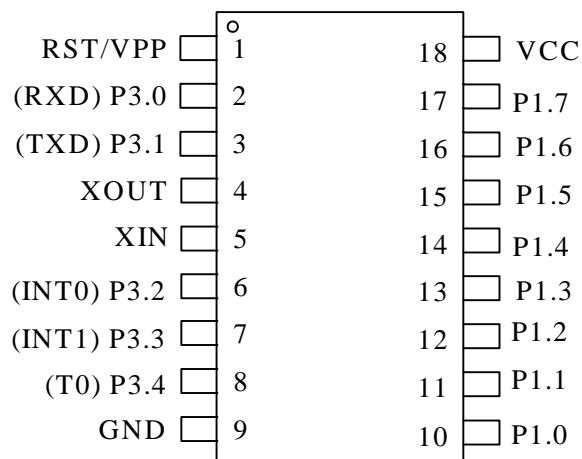 RST/VPP 1 18 VCC
(RXD) P3.0 2 17 P1.7
(TXD) P3.1 3 16 P1.6
XOUT 4 15 P1.5
XIN 5 14 P1.4
(INT0) P3.2 6 13 P1.3
(INT1) P3.3 7 12 P1.2
(T0) P3.4 8 11 P1.1
GND 9 10 P1.0